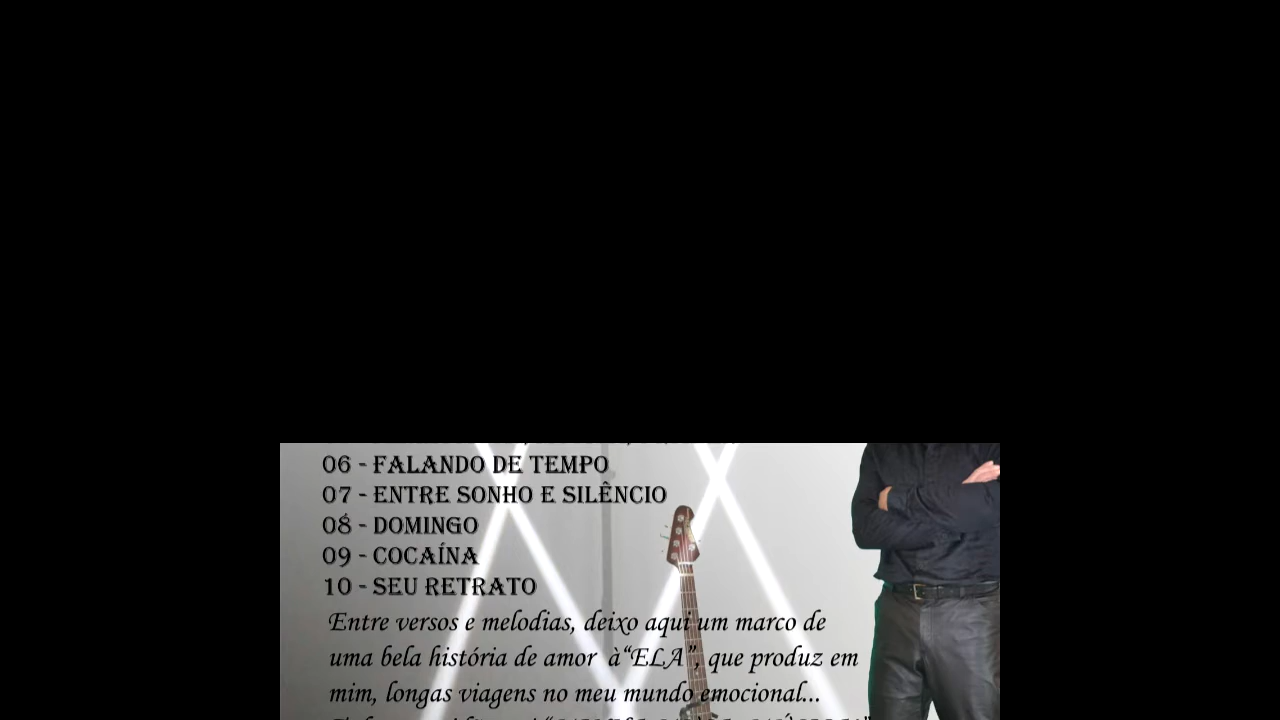 06 - FALANDO DE TEMPO
07 - ENTRE SONHO E SILÊNCIO
08 - DOMINGO
09 - COCAÍNA
10 - SEU RETRATO
Entre versos e melodias, deixo aqui um marco de
uma bela história de amor à“ELA”, que produz em
mim, longas viagens no meu mundo emocional...